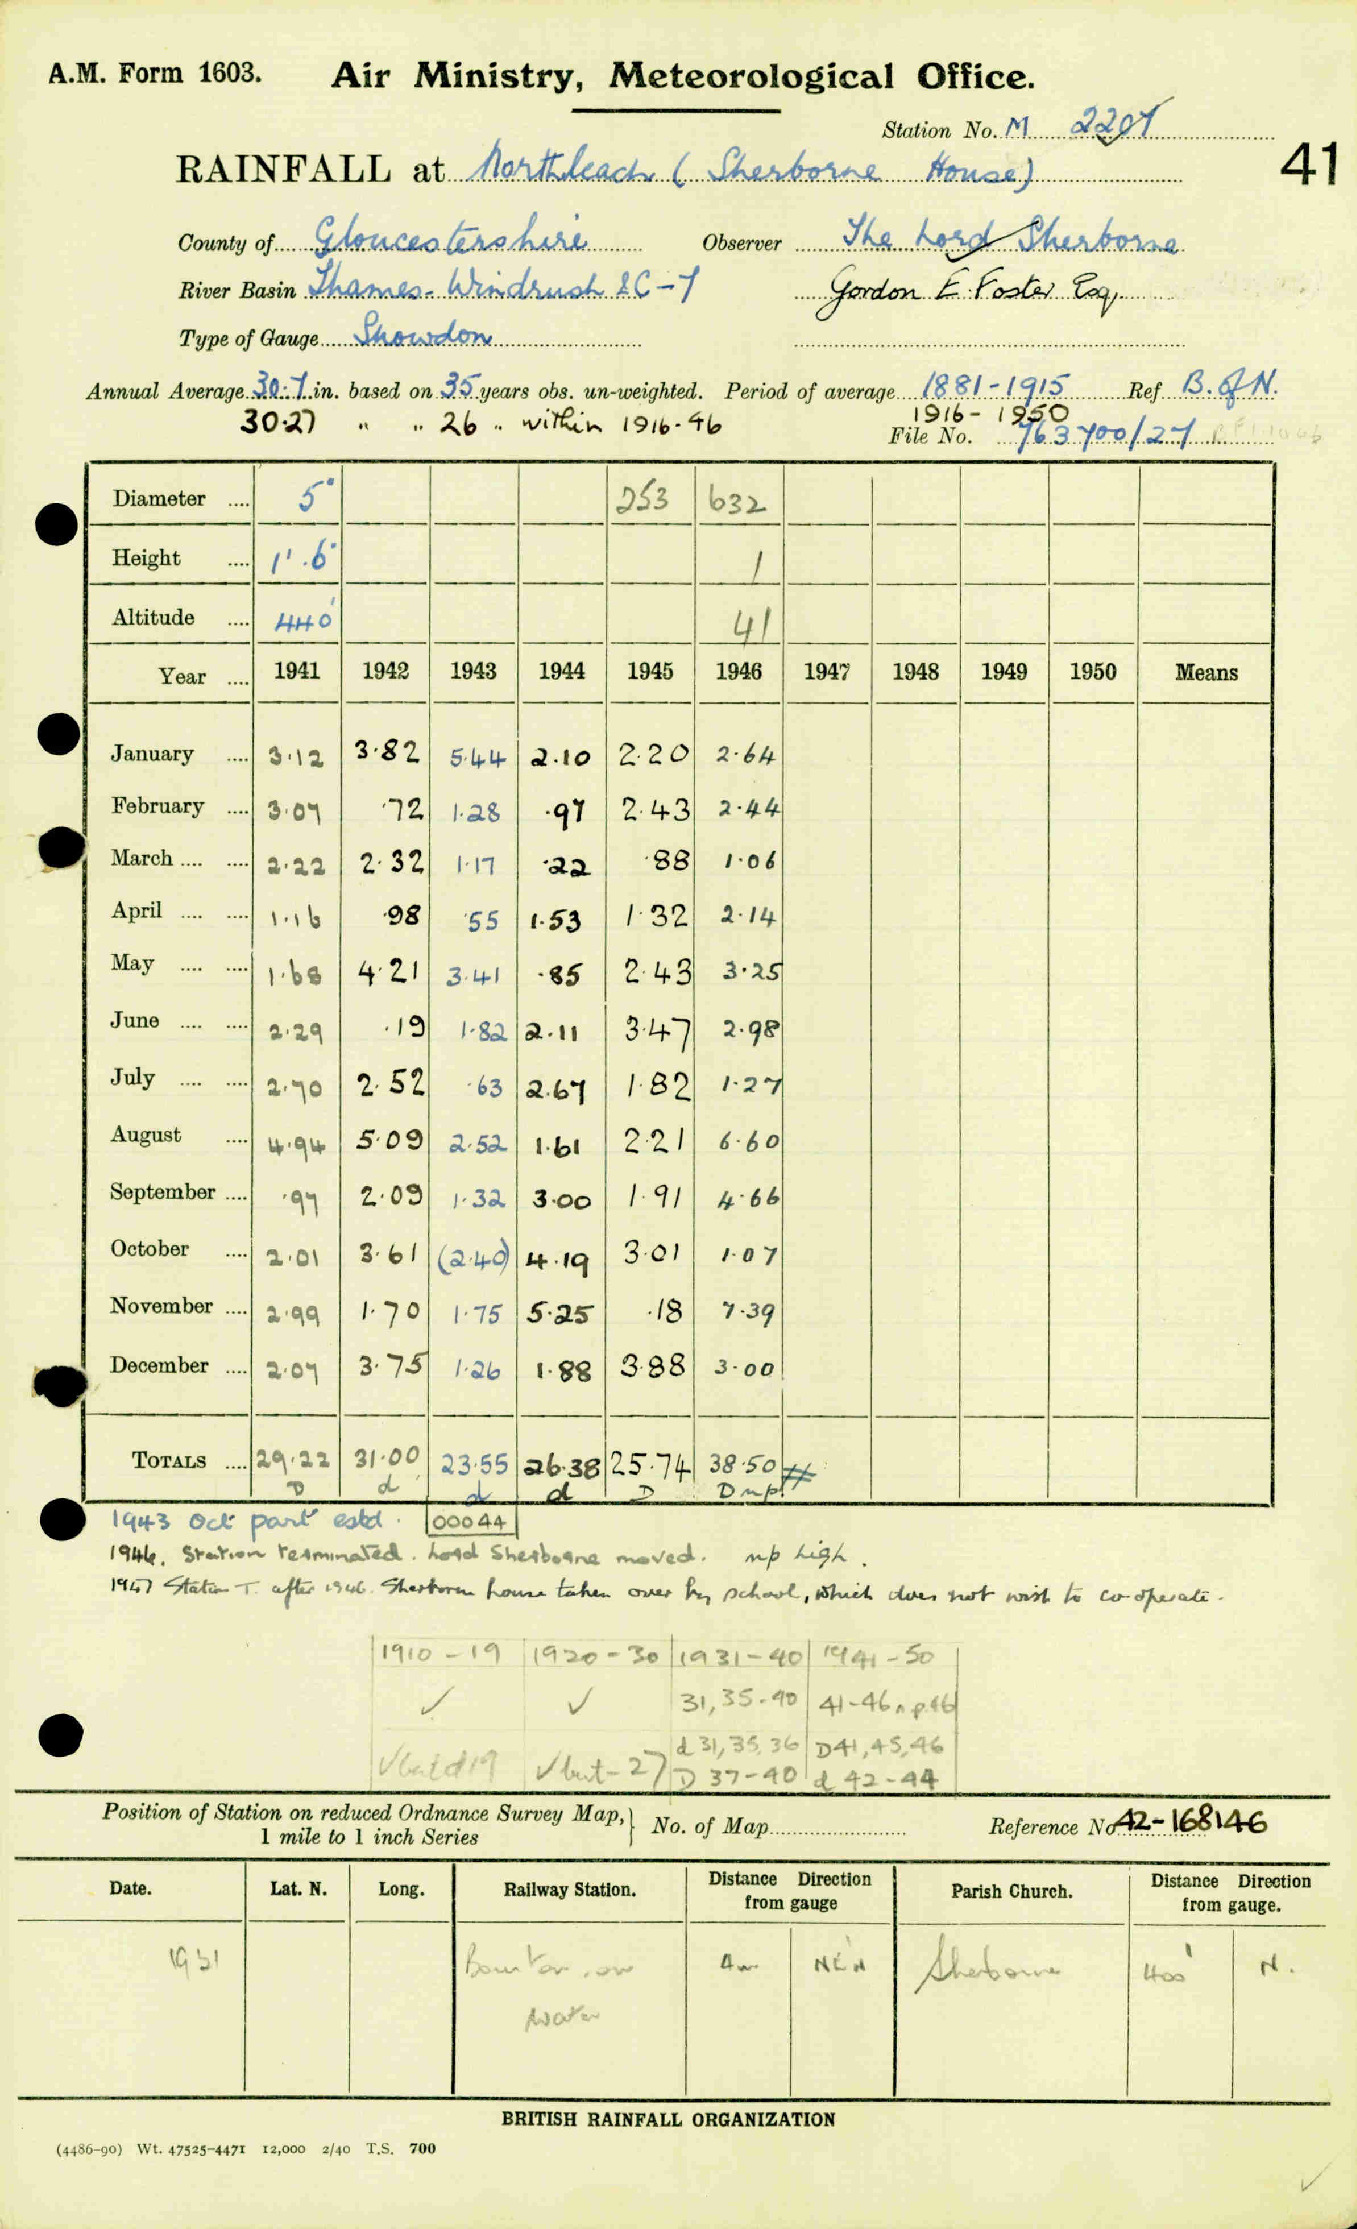 A.M. Form 1603. Air Ministry, Meteorological Office.
Station No. M 2207
41
RAINFALL at Northleach (Sherborne House)
County of Gloucestershire Observer The Lord Sherborne
River Basin Thames-Windrush &C-7 Gordon E. Foster Esq,
Type of Gauge Snowdon
Annual Average 30.7 in. based on 35 years obs. un-weighted. Period of average 1881-1915 Ref B. of N.
30.27 " " 26 " within 1916-46 1916-1950
File No. 763700/27
Diameter .... 5" 253 632
Height .... 1'.6" 1
Altitude .... 440' 41
Year .... 1941 1942 1943 1944 1945 1946 1947 1948 1949 1950 Means
January .... 3.12 3.82 5.44 2.10 2.20 2.64
February .... 3.07 .72 1.28 .97 2.43 2.44
March .... .... 2.22 2.32 1.17 .22 .88 1.06
April .... .... 1.16 .98 .55 1.53 1.32 2.14
May .... .... 1.68 4.21 3.41 .85 2.43 3.25
June .... .... 2.29 .19 1.82 2.11 3.47 2.98
July .... .... 2.70 2.52 .63 2.67 1.82 1.27
August .... 4.94 5.09 2.52 1.61 2.21 6.60
September .... .97 2.09 1.32 3.00 1.91 4.66
October .... 2.01 3.61 (2.40) 4.19 3.01 1.07
November .... 2.99 1.70 1.75 5.25 .18 7.39
December .... 2.07 3.75 1.26 1.88 3.88 3.00
TOTALS .... 29.22 31.00 23.55 26.38 25.74 38.50 #
D d d d D D np.
1943 Oct part estd. 00044
1946. Station terminated. Lord Sherborne moved. np high.
1947 Station T. after 1946. Sherborne house taken over by school, which does not wish to co-operate.
1910-19 1920-30 1931-40 1941-50
✓ ✓ 31, 35-40 41-46 n.p.46
d 31, 35, 36 D 41, 45, 46
✓ but d 19 ✓ but - 27 D 37-40 d 42-44
Position of Station on reduced Ordnance Survey Map, } No. of Map Reference No. 42-168146
1 mile to 1 inch Series
Date. Lat. N. Long. Railway Station. Distance Direction from gauge Parish Church. Distance Direction from gauge.
1931 Bourton on Water 4m NE'N Sherborne 400' N.
BRITISH RAINFALL ORGANIZATION
(4486-90) Wt. 47525-4471 12,000 2/40 T.S. 700